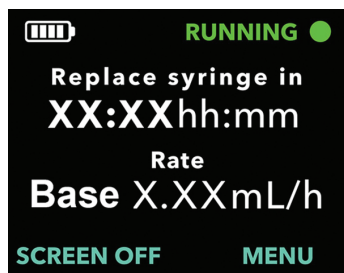 RUNNING
Replace syringe in
XX:XXhh:mm
Rate
Base X.XXmL/h
SCREEN OFF MENU